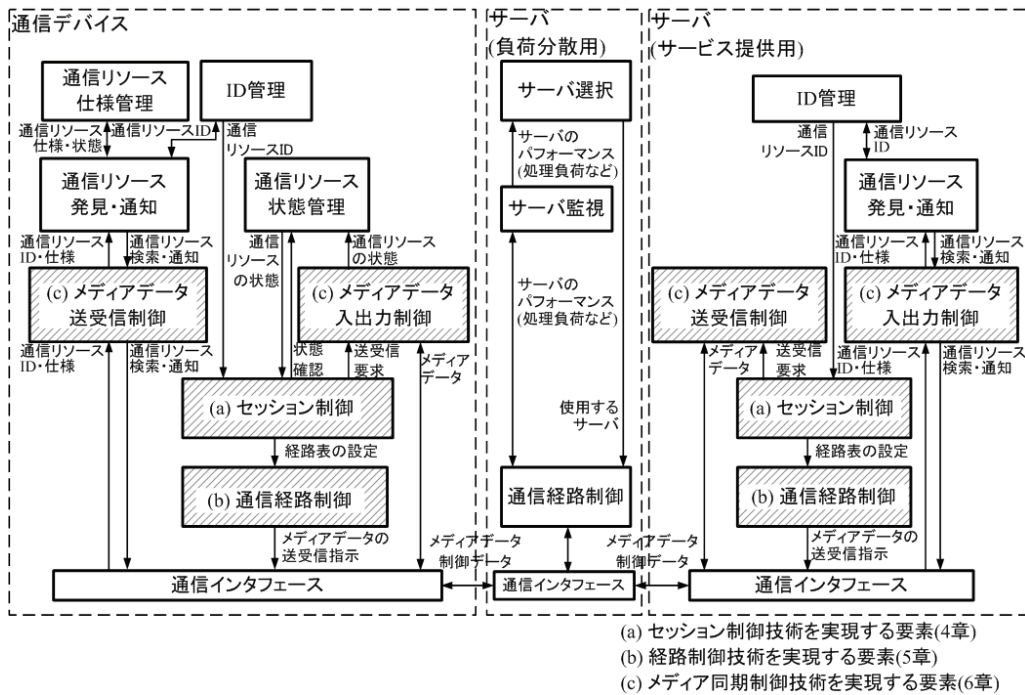 通信デバイス
通信リソース
仕様管理
ID管理
通信リソース
仕様・状態
通信リソースID
通信
リソースID
通信リソース
発見・通知
通信リソース
状態管理
通信リソース
ID・仕様
通信リソース
検索・通知
通信
リソース
の状態
通信リソース
の状態
(c) メディアデータ
送受信制御
(c) メディアデータ
入出力制御
通信リソース
ID・仕様
通信リソース
検索・通知
状態
確認
送受信
要求
メディア
データ
(a) セッション制御
経路表の設定
(b) 通信経路制御
メディアデータの
送受信指示
通信インタフェース
メディアデータ
制御データ
サーバ
(負荷分散用)
サーバ選択
サーバの
パフォーマンス
(処理負荷など)
サーバ監視
サーバの
パフォーマンス
(処理負荷など)
使用する
サーバ
通信経路制御
通信インタフェース
メディアデータ
制御データ
サーバ
(サービス提供用)
ID管理
通信
リソースID
通信リソース
ID
通信リソース
発見・通知
通信リソース
ID・仕様
通信リソース
検索・通知
(c) メディアデータ
送受信制御
(c) メディアデータ
入出力制御
メディア
データ
送受信
要求
通信リソース
ID・仕様
通信リソース
検索・通知
(a) セッション制御
経路表の設定
(b) 通信経路制御
メディアデータの
送受信指示
通信インタフェース
(a) セッション制御技術を実現する要素(4章)
(b) 経路制御技術を実現する要素(5章)
(c) メディア同期制御技術を実現する要素(6章)